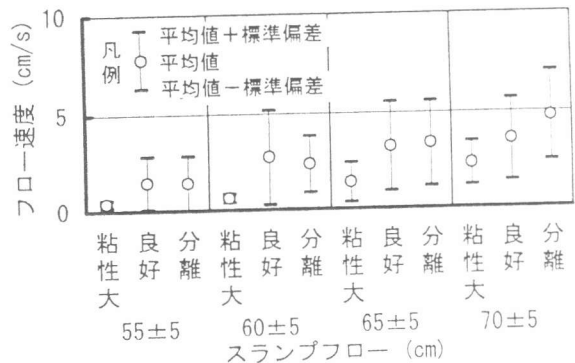 フロー速度 (cm/s)
10
5
0
凡例
平均値＋標準偏差
平均値
平均値－標準偏差
粘性大
良好
分離
粘性大
良好
分離
粘性大
良好
分離
粘性大
良好
分離
55±5
60±5
65±5
70±5
スランプフロー (cm)